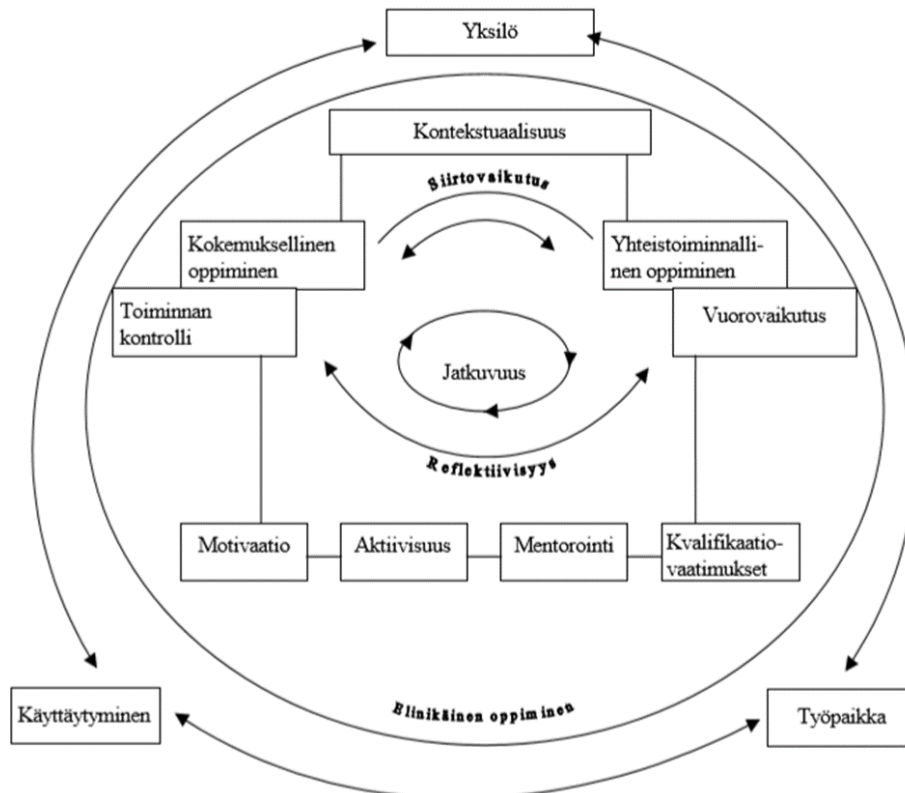 Yksilö
Kontekstuaalisuus
Siirtovaikutus
Kokemuksellinen
oppiminen
Yhteistoiminnalli-
nen oppiminen
Toiminnan
kontrolli
Vuorovaikutus
Jatkuvuus
Reflektiivisyys
Motivaatio
Aktiivisuus
Mentorointi
Kvalifikaatio-
vaatimukset
Käyttäytyminen
Elinikäinen oppiminen
Työpaikka